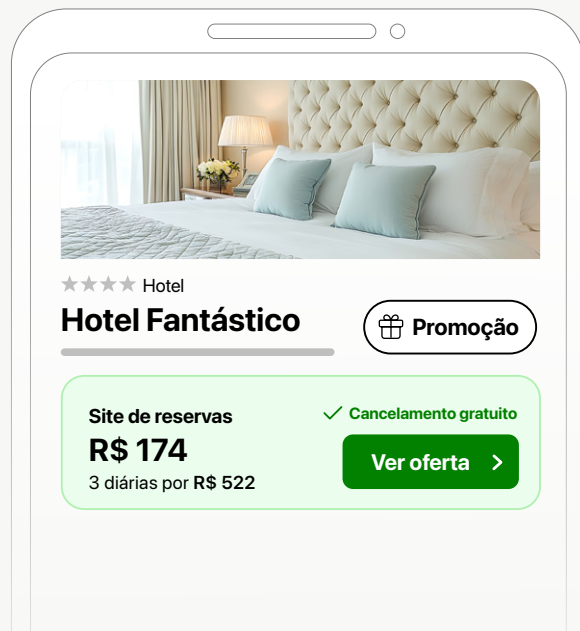 Hotel
Hotel Fantástico
Promoção
Site de reservas
Cancelamento gratuito
R$ 174
Ver oferta
3 diárias por R$ 522